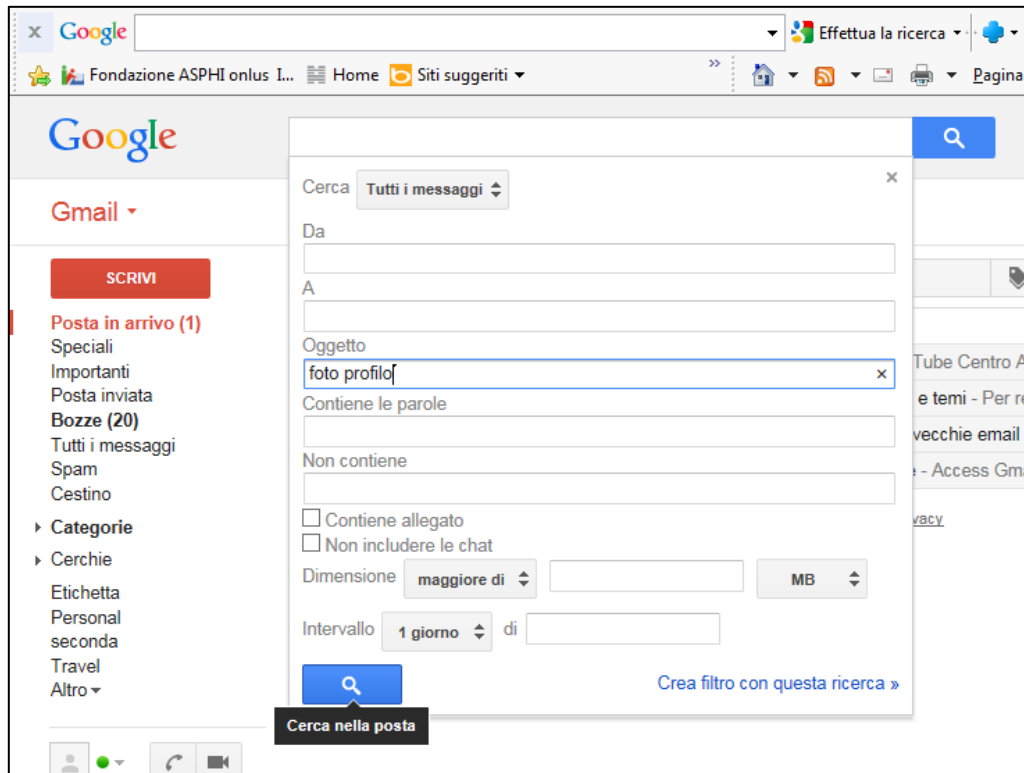 x Google Effettua la ricerca
Fondazione ASPHI onlus I... Home b Siti suggeriti » Pagina
Google
Gmail
SCRIVI
Posta in arrivo (1)
Speciali
Importanti
Posta inviata
Bozze (20)
Tutti i messaggi
Spam
Cestino
Categorie
Cerchie
Etichetta
Personal
seconda
Travel
Altro
Cerca Tutti i messaggi ×
Da
A
Oggetto
foto profilo ×
Contiene le parole
Non contiene
Contiene allegato
Non includere le chat
Dimensione maggiore di MB
Intervallo 1 giorno di
Crea filtro con questa ricerca »
Cerca nella posta
Tube Centro A
e temi - Per re
vecchie email
- Access Gma
vacy